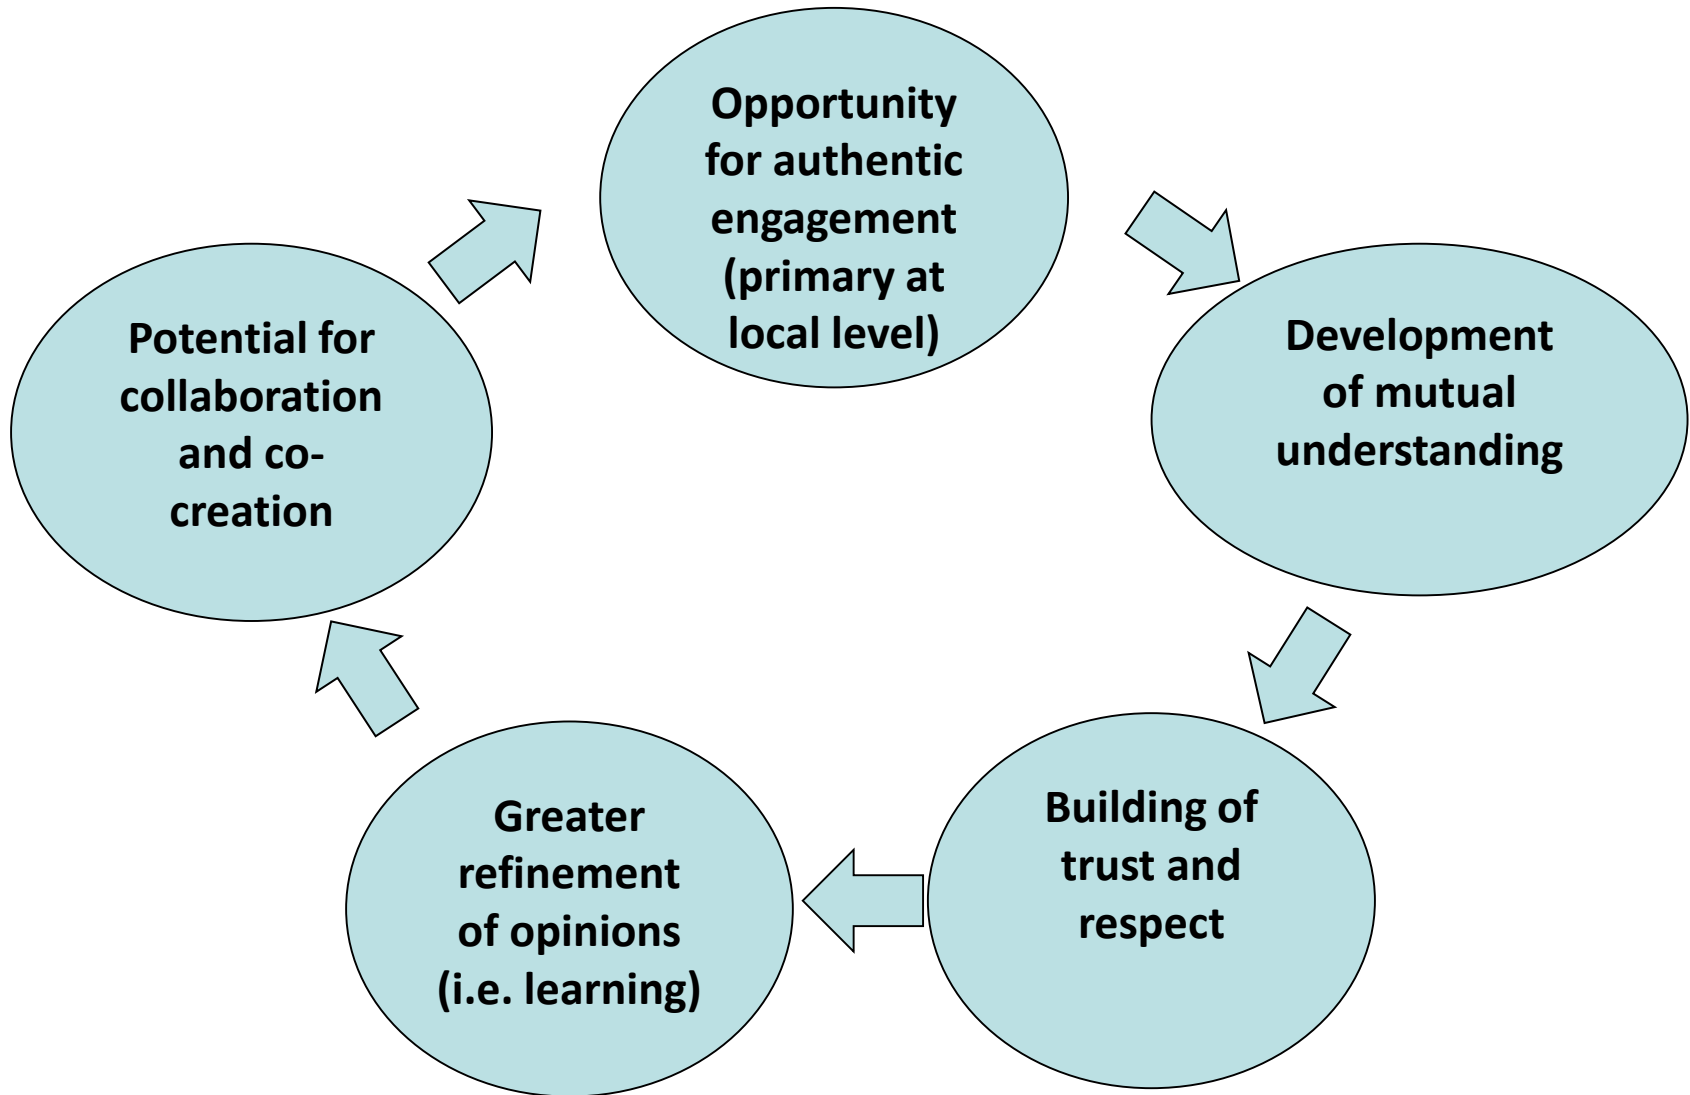 Opportunity
for authentic
engagement
(primary at
local level)
Development
of mutual
understanding
Building of
trust and
respect
Greater
refinement
of opinions
(i.e. learning)
Potential for
collaboration
and co-
creation